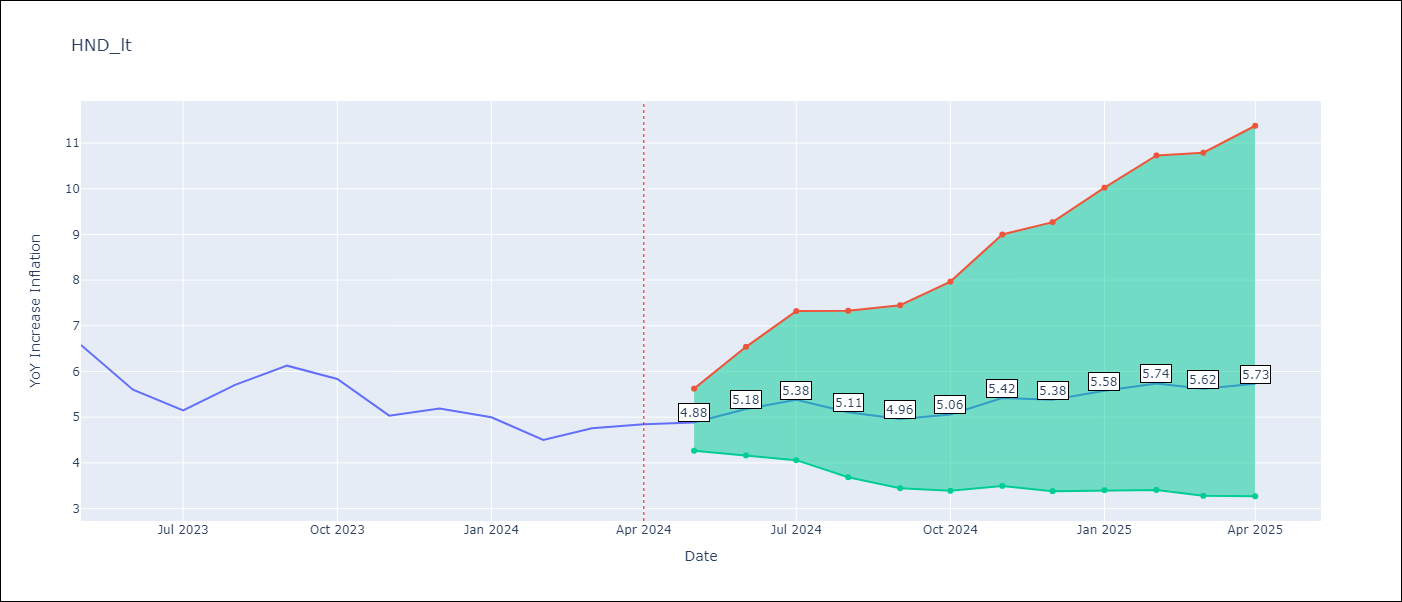 HND_lt
11
10
9
8
7
6
5
4
3
YoY Increase Inflation
4.88
5.18
5.38
5.11
4.96
5.06
5.42
5.38
5.58
5.74
5.62
5.73
Jul 2023
Oct 2023
Jan 2024
Apr 2024
Jul 2024
Oct 2024
Jan 2025
Apr 2025
Date